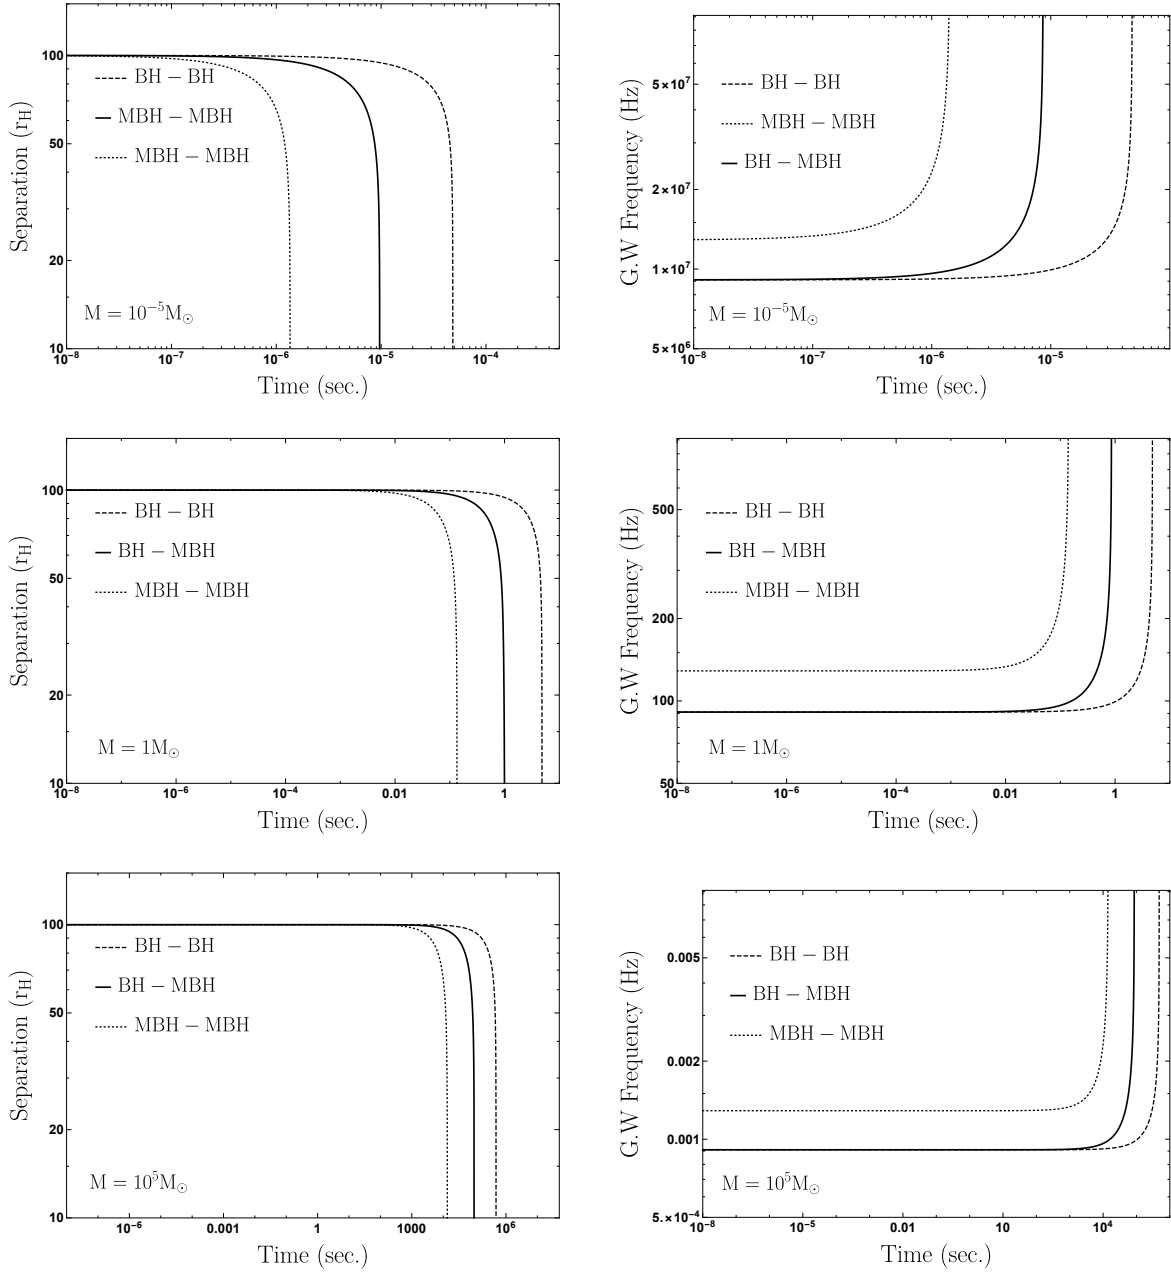 100
50
20
10
Separation (r_H)
BH − BH
MBH − MBH
MBH − MBH
M = 10^−5 M_⊙
10^-8 10^-7 10^-6 10^-5 10^-4
Time (sec.)
5×10^7
2×10^7
1×10^7
5×10^6
G.W Frequency (Hz)
BH − BH
MBH − MBH
BH − MBH
M = 10^−5 M_⊙
10^-8 10^-7 10^-6 10^-5
Time (sec.)
100
50
20
10
Separation (r_H)
BH − BH
BH − MBH
MBH − MBH
M = 1M_⊙
10^-8 10^-6 10^-4 0.01 1
Time (sec.)
500
200
100
50
G.W Frequency (Hz)
BH − BH
BH − MBH
MBH − MBH
M = 1M_⊙
10^-8 10^-6 10^-4 0.01 1
Time (sec.)
100
50
20
10
Separation (r_H)
BH − BH
BH − MBH
MBH − MBH
M = 10^5 M_⊙
10^-6 0.001 1 1000 10^6
Time (sec.)
0.005
0.002
0.001
5.×10^-4
G.W Frequency (Hz)
BH − BH
BH − MBH
MBH − MBH
M = 10^5 M_⊙
10^-8 10^-5 0.01 10 10^4
Time (sec.)